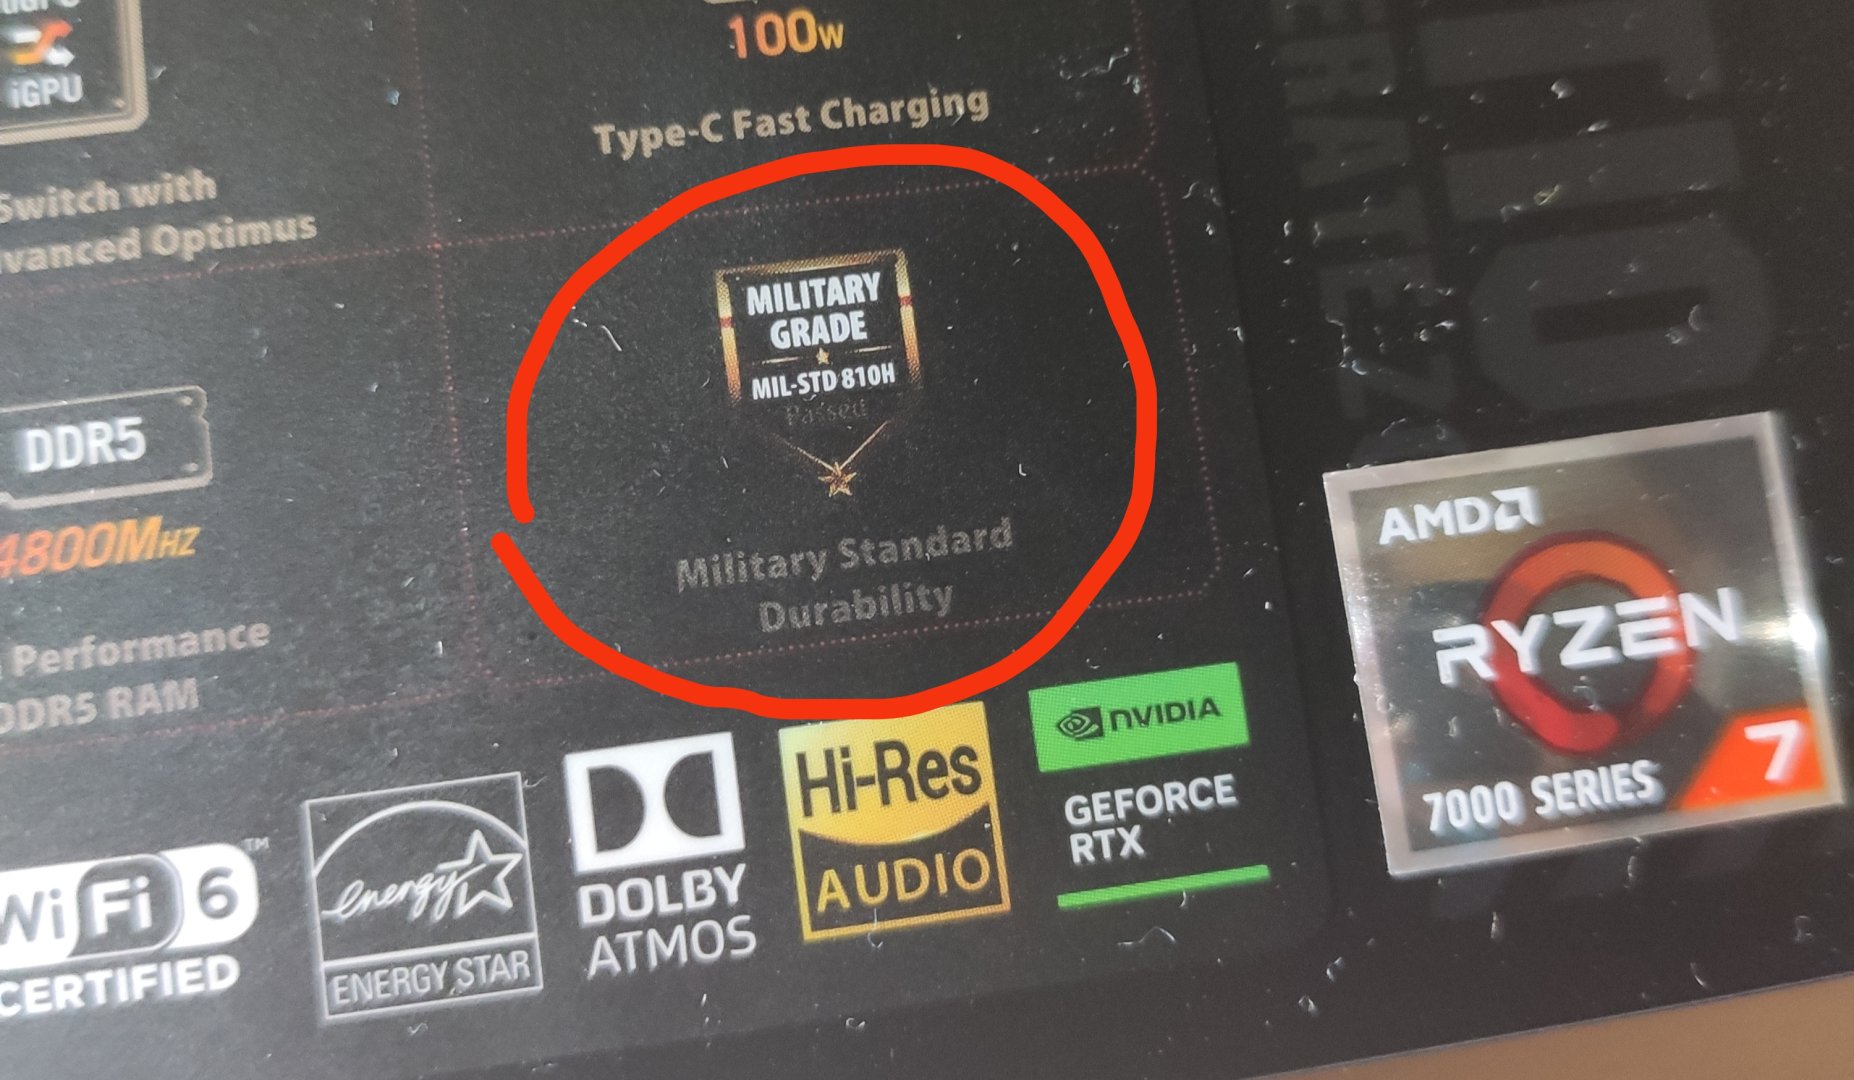 iGPU
100W
Type-C Fast Charging
Switch with
Advanced Optimus
MILITARY
GRADE
MIL-STD 810H
Passed
Military Standard
Durability
DDR5
4800MHZ
Performance
DDR5 RAM
WiFi 6™
CERTIFIED
energy
ENERGY STAR
DOLBY
ATMOS
Hi-Res
AUDIO
NVIDIA
GEFORCE
RTX
AMD
RYZEN
7
7000 SERIES